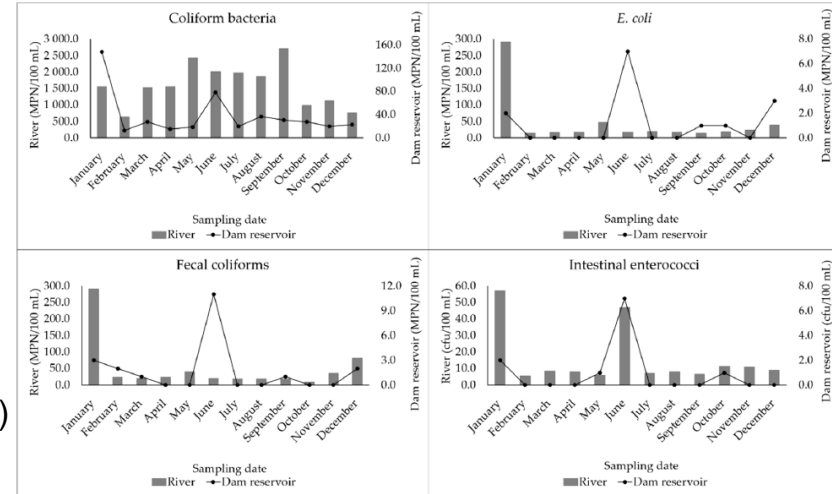 Coliform bacteria
River (MPN/100 mL)
3 000.0
2 500.0
2 000.0
1 500.0
1 000.0
500.0
0.0
160.0
120.0
80.0
40.0
0.0
Dam reservoir (MPN/100 mL)
January
February
March
April
May
June
July
August
September
October
November
December
Sampling date
River Dam reservoir
E. coli
River (MPN/100 mL)
300.0
250.0
200.0
150.0
100.0
50.0
0.0
8.0
6.0
4.0
2.0
0.0
Dam reservoir (MPN/100 mL)
January
February
March
April
May
June
July
August
September
October
November
December
Sampling date
River Dam reservoir
Fecal coliforms
River (MPN/100 mL)
300.0
250.0
200.0
150.0
100.0
50.0
0.0
12.0
9.0
6.0
3.0
0.0
Dam reservoir (MPN/100 mL)
January
February
March
April
May
June
July
August
September
October
November
December
Sampling date
River Dam reservoir
Intestinal enterococci
River (cfu/100 mL)
60.0
50.0
40.0
30.0
20.0
10.0
0.0
8.0
6.0
4.0
2.0
0.0
Dam reservoir (cfu/100 mL)
January
February
March
April
May
June
July
August
September
October
November
December
Sampling date
River Dam reservoir
)